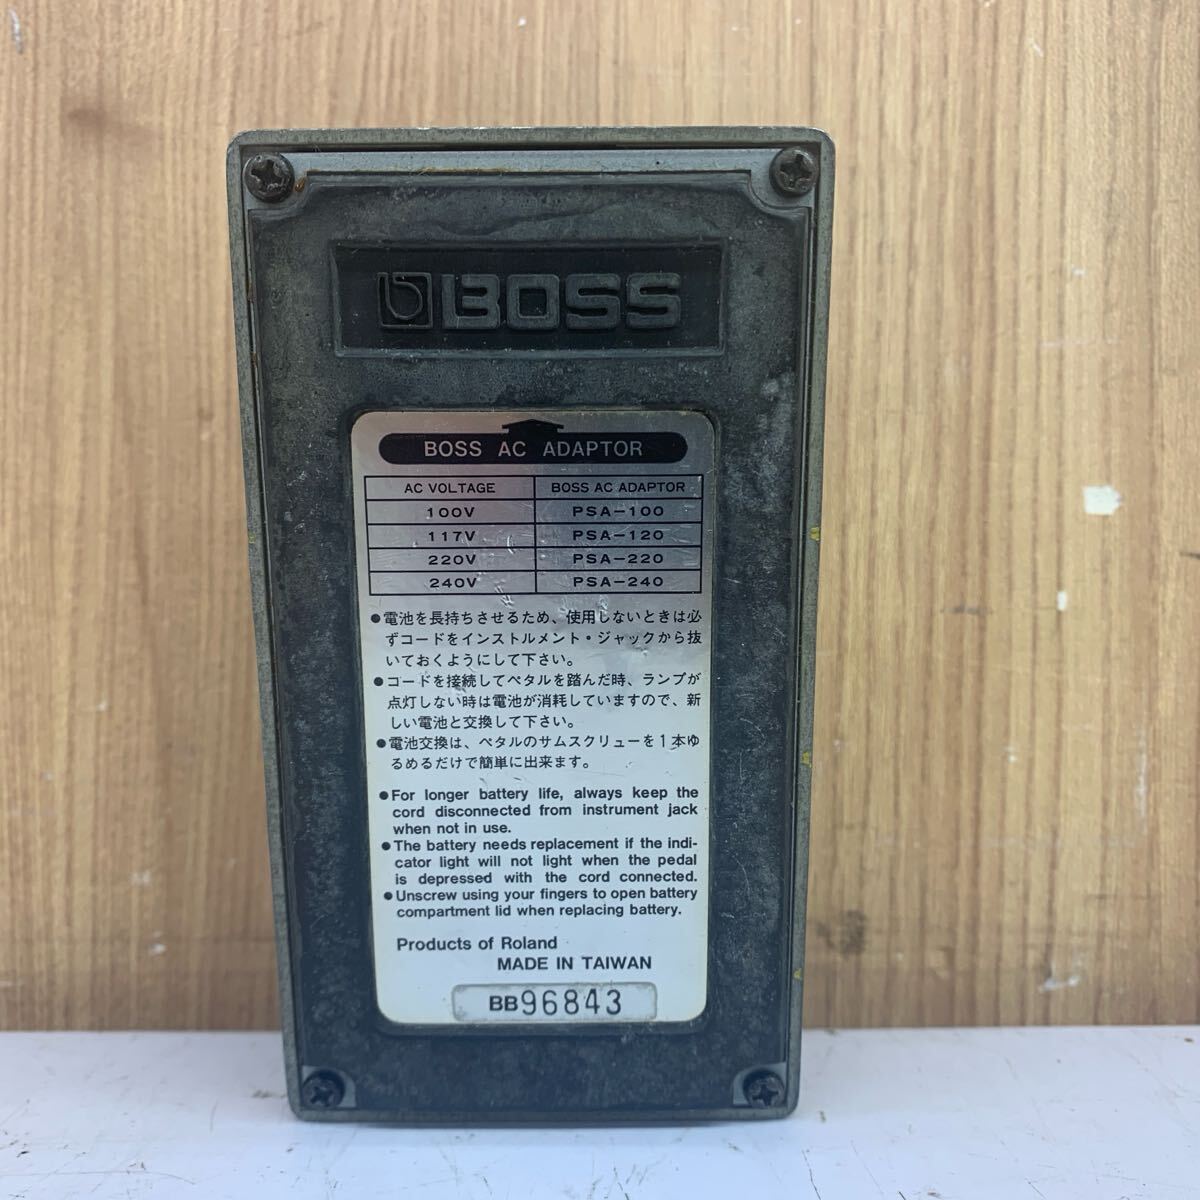 BOSS
BOSS AC ADAPTOR
AC VOLTAGE BOSS AC ADAPTOR
100V PSA-100
117V PSA-120
220V PSA-220
240V PSA-240
●電池を長持ちさせるため、使用しないときは必
ずコードをインストルメント・ジャックから抜
いておくようにして下さい。
●コードを接続してペタルを踏んだ時、ランプが
点灯しない時は電池が消耗していますので、新
しい電池と交換して下さい。
●電池交換は、ペタルのサムスクリューを1本ゆ
るめるだけで簡単に出来ます。
●For longer battery life, always keep the
cord disconnected from instrument jack
when not in use.
●The battery needs replacement if the indi-
cator light will not light when the pedal
is depressed with the cord connected.
●Unscrew using your fingers to open battery
compartment lid when replacing battery.
Products of Roland
MADE IN TAIWAN
BB96843